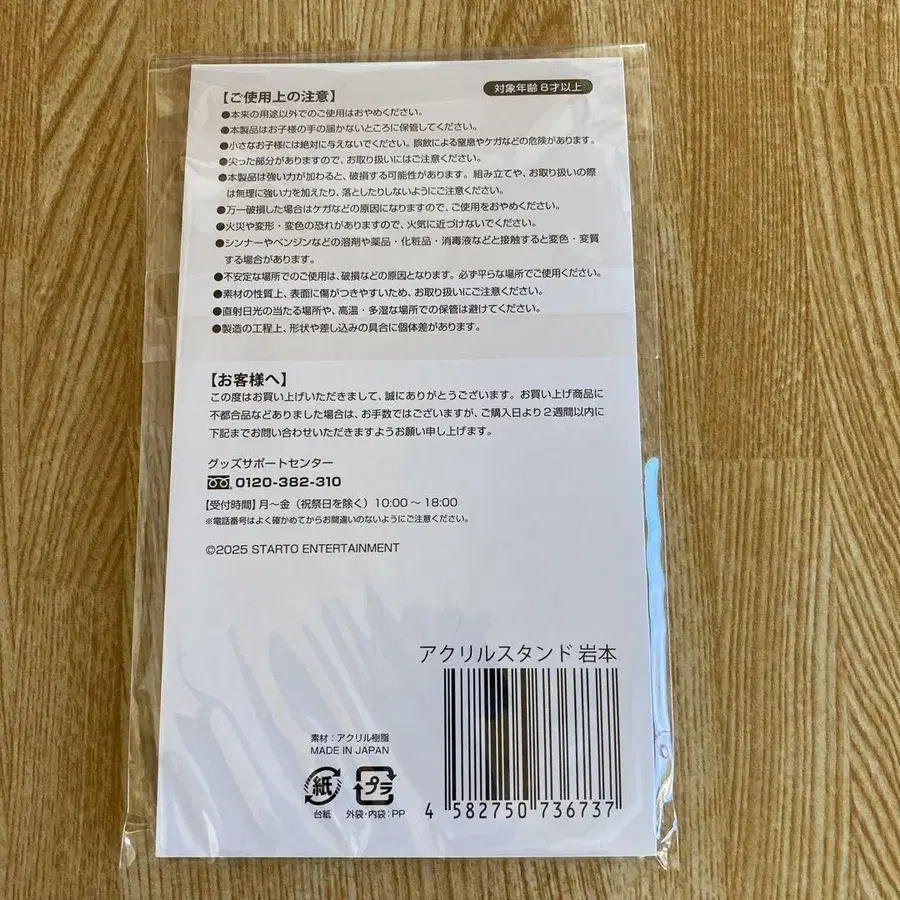 【ご使用上の注意】
対象年齢 8才以上
●本来の用途以外でのご使用はおやめください。
●本製品はお子様の手の届かないところに保管してください。
●小さなお子様には絶対に与えないでください。誤飲による窒息やケガなどの危険があります。
●尖った部分がありますので、お取り扱いにはご注意ください。
●本製品は強い力が加わると、破損する可能性があります。組み立てや、お取り扱いの際
は無理に強い力を加えたり、落としたりしないようにご注意ください。
●万一破損した場合はケガなどの原因になりますので、ご使用をおやめください。
●火災や変形・変色の恐れがありますので、火気に近づけないでください。
●シンナーやベンジンなどの溶剤や薬品・化粧品・消毒液などと接触すると変色・変質
する場合があります。
●不安定な場所でのご使用は、破損などの原因となります。必ず平らな場所でご使用ください。
●素材の性質上、表面に傷がつきやすいため、お取り扱いにご注意ください。
●直射日光の当たる場所や、高温・多湿な場所での保管は避けてください。
●製造の工程上、形状や差し込みの具合に個体差があります。
【お客様へ】
この度はお買い上げいただきまして、誠にありがとうございます。お買い上げ商品に
不都合品などありました場合は、お手数ではございますが、ご購入日より2週間以内に
下記までお問い合わせいただきますようお願い申し上げます。
グッズサポートセンター
0120-382-310
【受付時間】月〜金（祝祭日を除く）10:00〜18:00
※電話番号はよく確かめてからお間違いのないようにご注意ください。
©2025 STARTO ENTERTAINMENT
アクリルスタンド 岩本
素材：アクリル樹脂
MADE IN JAPAN
紙 プラ
台紙 外袋・内袋：PP
4 582750 736737